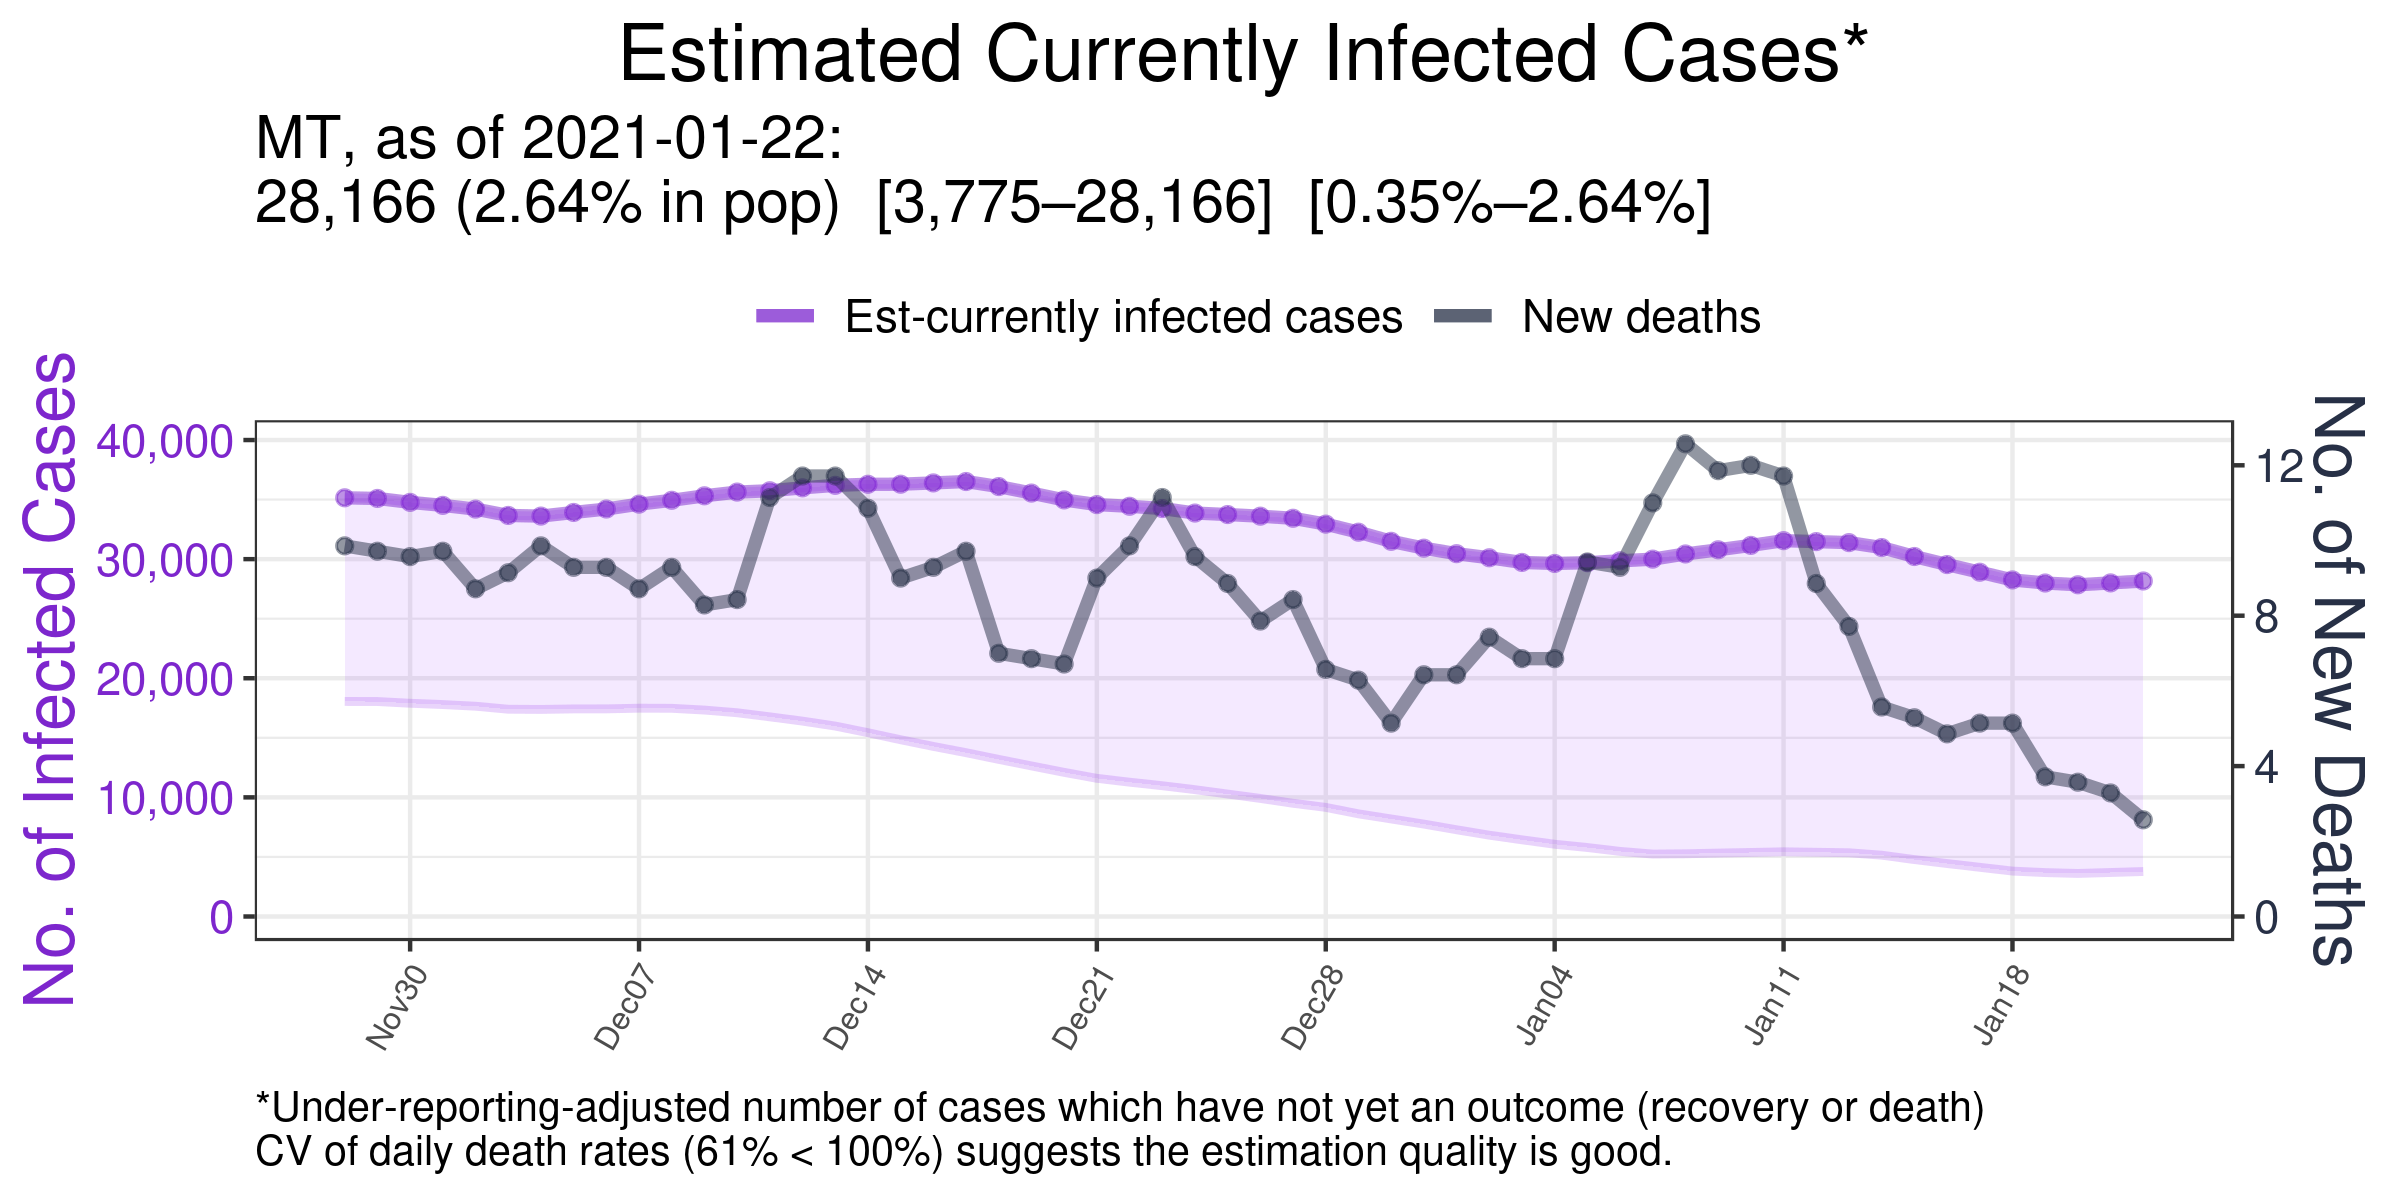 Estimated Currently Infected Cases*
MT, as of 2021-01-22:
28,166 (2.64% in pop)  [3,775–28,166]  [0.35%–2.64%]
Est-currently infected cases
New deaths
No. of Infected Cases
40,000
30,000
20,000
10,000
0
12
8
4
0
No. of New Deaths
Nov30
Dec07
Dec14
Dec21
Dec28
Jan04
Jan11
Jan18
*Under-reporting-adjusted number of cases which have not yet an outcome (recovery or death)
CV of daily death rates (61% < 100%) suggests the estimation quality is good.